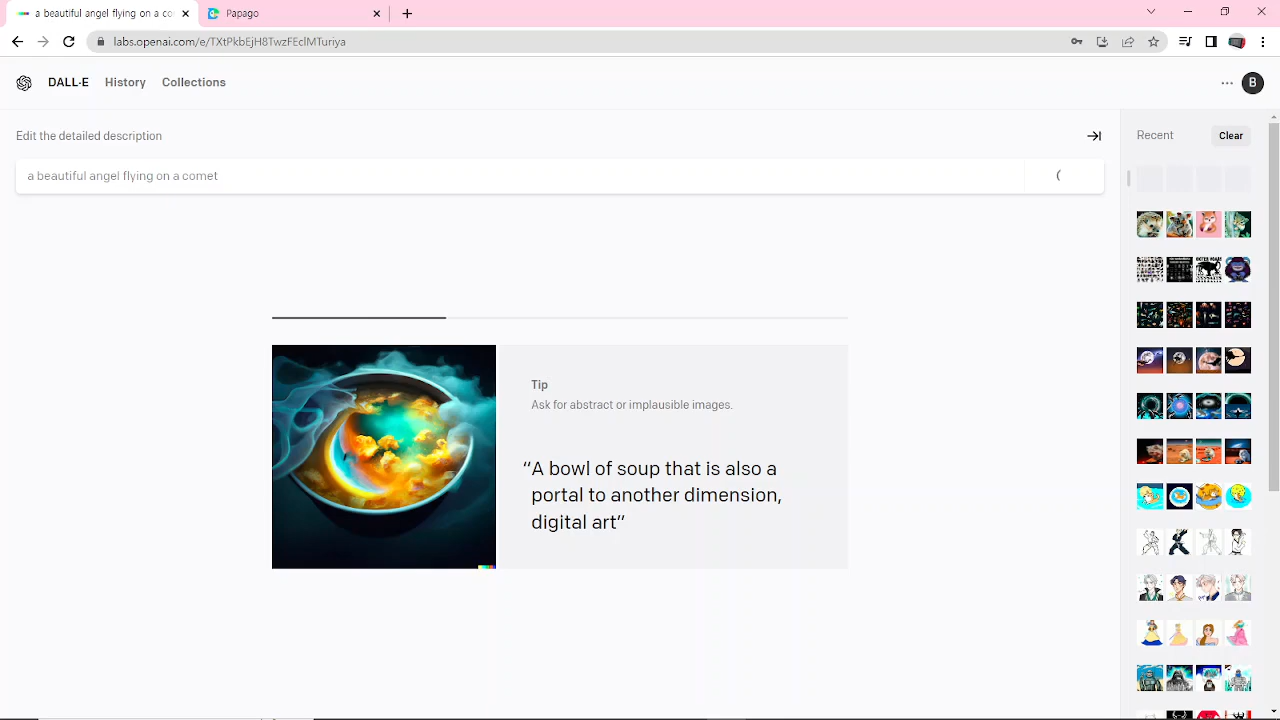 a beautiful angel flying on a co
Papago
labs.openai.com/e/TXtPkbEjH8TwzFEclMTuriya
DALL·E
History
Collections
B
Edit the detailed description
Recent
Clear
a beautiful angel flying on a comet
Tip
Ask for abstract or implausible images.
“A bowl of soup that is also a
portal to another dimension,
digital art”